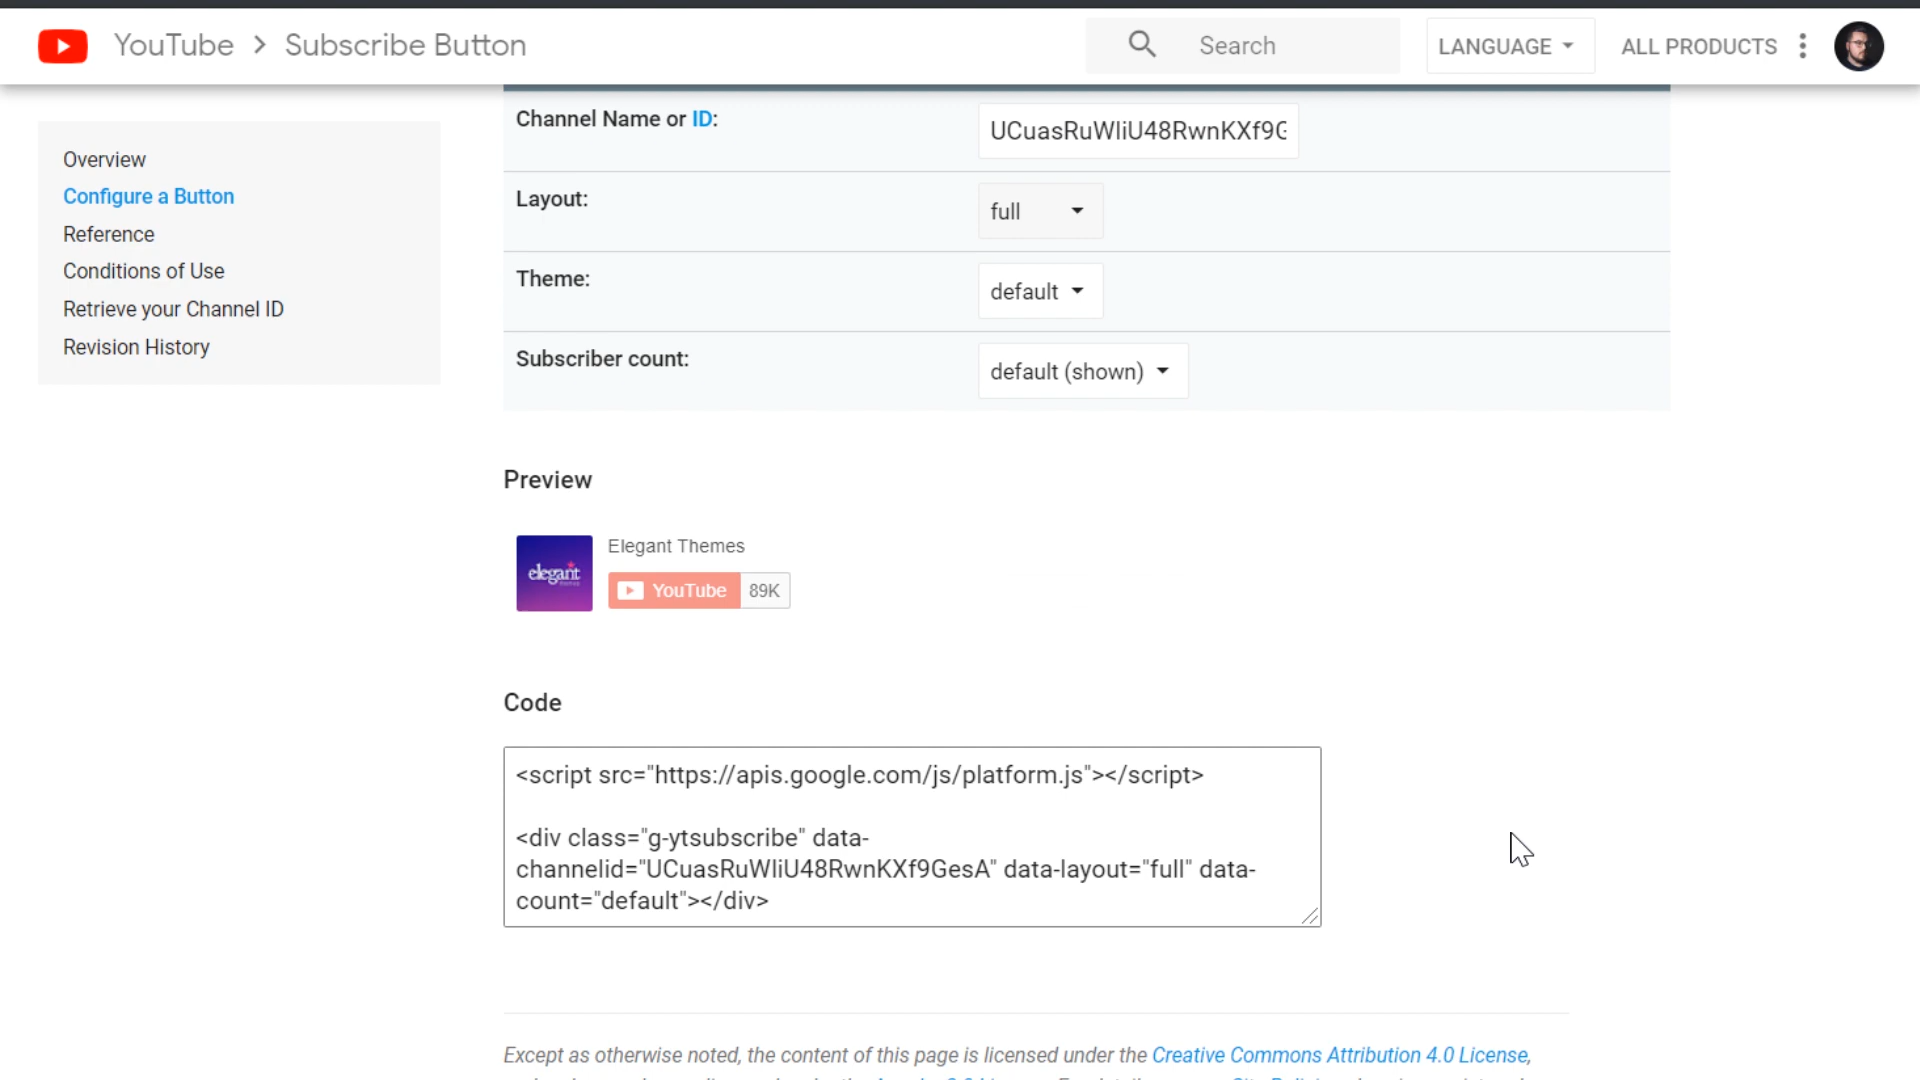 YouTube > Subscribe Button
Search
LANGUAGE
ALL PRODUCTS
Overview
Configure a Button
Reference
Conditions of Use
Retrieve your Channel ID
Revision History
Channel Name or ID:
UCuasRuWliU48RwnKXf9G
Layout:
full
Theme:
default
Subscriber count:
default (shown)
Preview
elegant
Elegant Themes
YouTube 89K
Code
<script src="https://apis.google.com/js/platform.js"></script>
<div class="g-ytsubscribe" data-
channelid="UCuasRuWliU48RwnKXf9GesA" data-layout="full" data-
count="default"></div>
Except as otherwise noted, the content of this page is licensed under the Creative Commons Attribution 4.0 License,